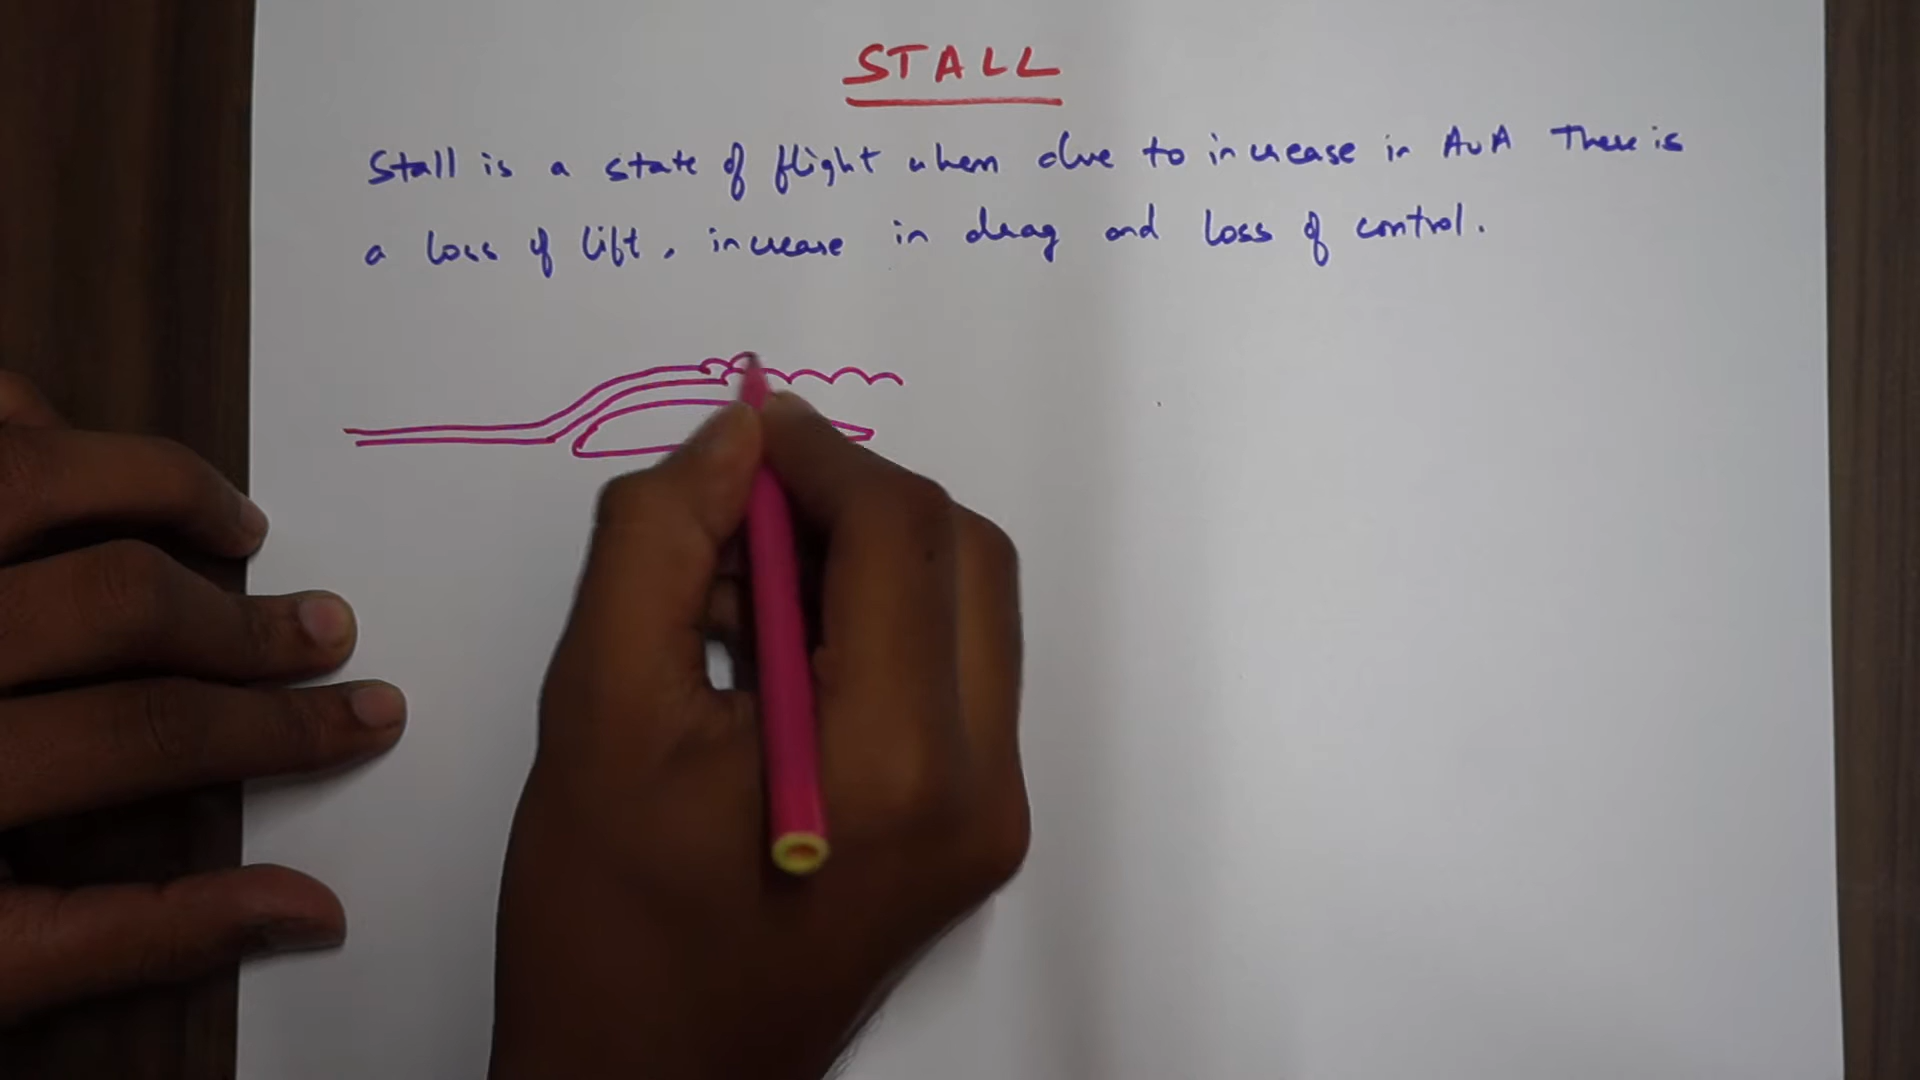 STALL
Stall is a state of flight when due to increase in AoA There is
a loss of lift, increase in drag and loss of control.